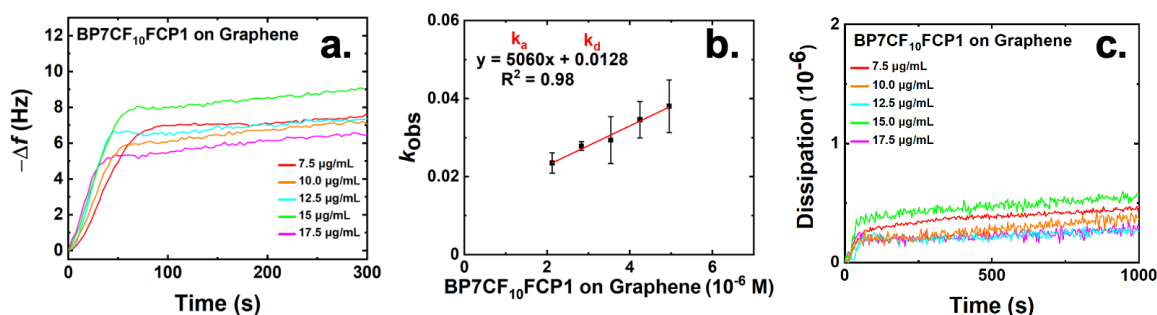 BP7CF₁₀FCP1 on Graphene
a.
12
10
8
6
4
2
0
−Δf (Hz)
7.5 µg/mL
10.0 µg/mL
12.5 µg/mL
15 µg/mL
17.5 µg/mL
0 100 200 300
Time (s)
b.
kₐ k_d
y = 5060x + 0.0128
R² = 0.98
0.06
0.04
0.02
0
k_obs
0 2 4 6
BP7CF₁₀FCP1 on Graphene (10⁻⁶ M)
c.
BP7CF₁₀FCP1 on Graphene
7.5 µg/mL
10.0 µg/mL
12.5 µg/mL
15.0 µg/mL
17.5 µg/mL
2
1
0
Dissipation (10⁻⁶)
0 500 1000
Time (s)